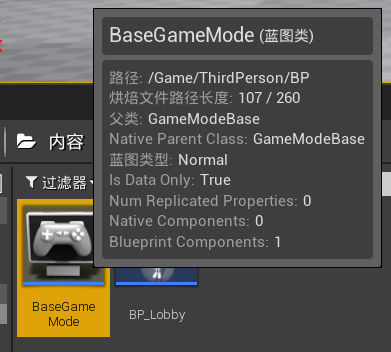 BaseGameMode (蓝图类)
路径: /Game/ThirdPerson/BP
烘焙文件路径长度: 107 / 260
父类: GameModeBase
Native Parent Class: GameModeBase
蓝图类型: Normal
Is Data Only: True
Num Replicated Properties: 0
Native Components: 0
Blueprint Components: 1
内容
过滤器
BaseGame
Mode
BP_Lobby